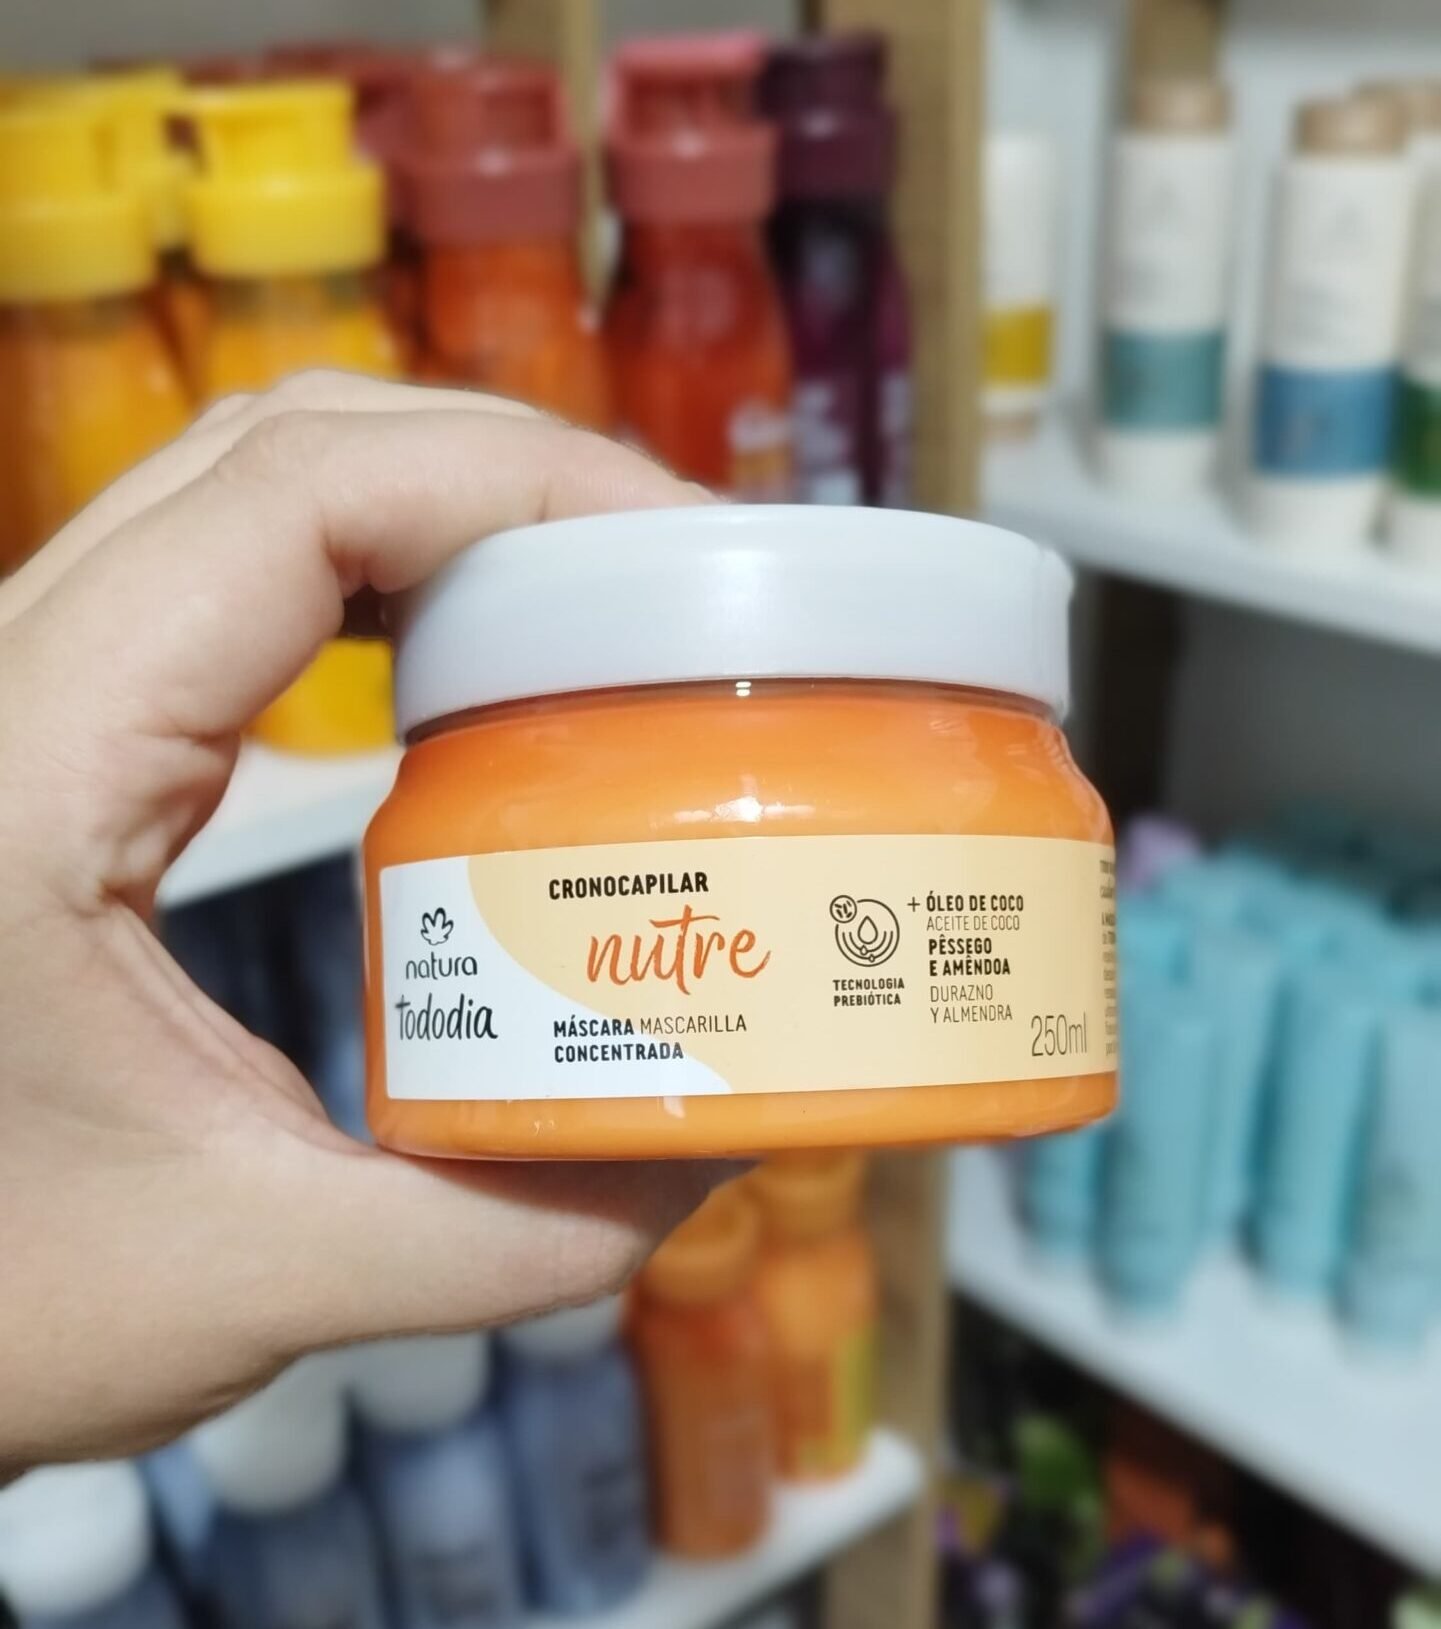 natura
tododia
CRONOCAPILAR
nutre
MÁSCARA MASCARILLA
CONCENTRADA
TECNOLOGIA
PREBIÓTICA
+ ÓLEO DE COCO
ACEITE DE COCO
PÊSSEGO
E AMÊNDOA
DURAZNO
Y ALMENDRA
250ml